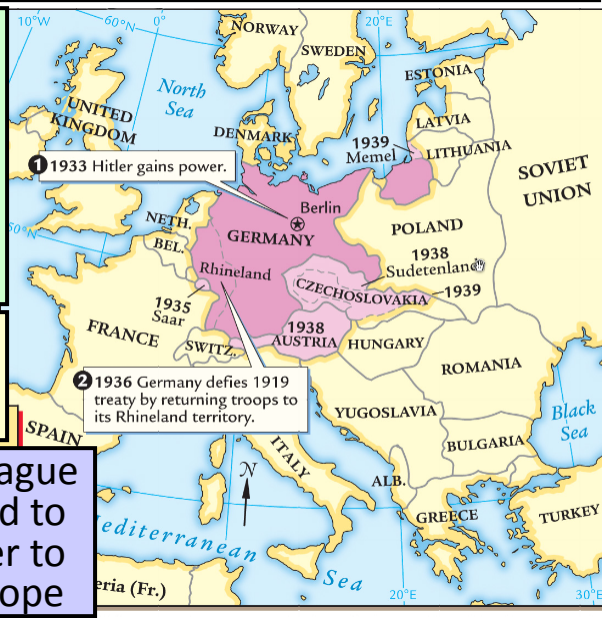 10°W
60°N
0°
20°E
NORWAY
SWEDEN
ESTONIA
North
Sea
UNITED
KINGDOM
DENMARK
LATVIA
1939
Memel
LITHUANIA
SOVIET
UNION
1 1933 Hitler gains power.
Berlin
50°N
NETH.
GERMANY
POLAND
BEL.
Rhineland
1938
Sudetenland
CZECHOSLOVAKIA
1939
1935
Saar
FRANCE
1938
AUSTRIA
SWITZ.
HUNGARY
ROMANIA
2 1936 Germany defies 1919
treaty by returning troops to
its Rhineland territory.
YUGOSLAVIA
Black
Sea
SPAIN
ITALY
BULGARIA
ague
d to
er to
ope
N
ALB.
GREECE
TURKEY
editerranean
Sea
eria (Fr.)
20°E
30°E